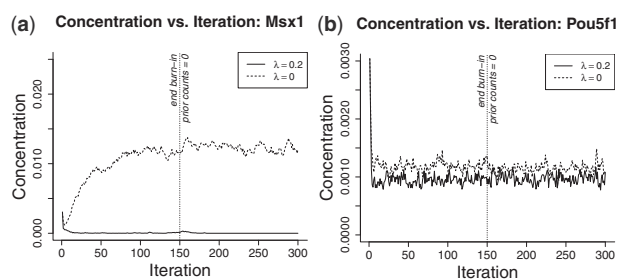 (a) Concentration vs. Iteration: Msx1
Concentration
0.000
0.010
0.020
end burn−in
prior counts = 0
λ = 0.2
λ = 0
0 50 100 150 200 250 300
Iteration
(b) Concentration vs. Iteration: Pou5f1
Concentration
0.0000
0.0010
0.0020
0.0030
end burn−in
prior counts = 0
λ = 0.2
λ = 0
0 50 100 150 200 250 300
Iteration